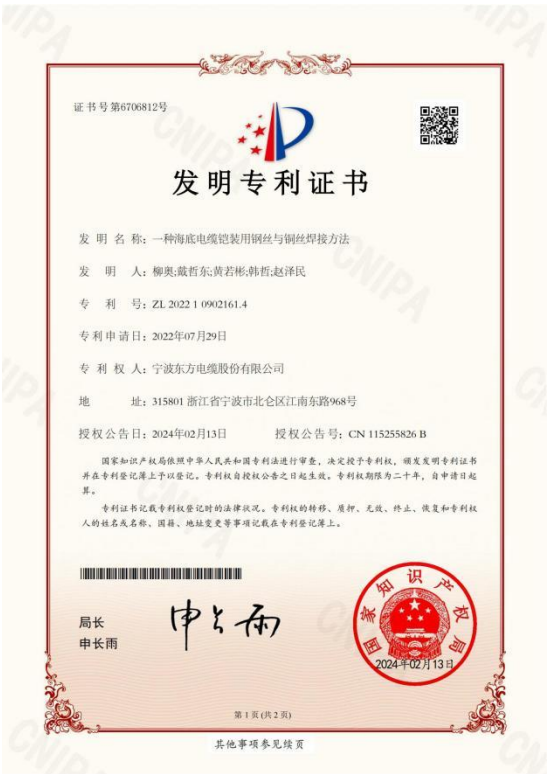 证书号第6706812号
发明专利证书
发明名称：一种海底电缆铠装用钢丝与铜丝焊接方法
发明人：柳奥;戴哲东;黄若彬;韩哲;赵泽民
专利号：ZL 2022 1 0902161.4
专利申请日：2022年07月29日
专利权人：宁波东方电缆股份有限公司
地址：315801 浙江省宁波市北仑区江南东路968号
授权公告日：2024年02月13日 授权公告号：CN 115255826 B
国家知识产权局依照中华人民共和国专利法进行审查，决定授予专利权，颁发发明专利证书
并在专利登记簿上予以登记。专利权自授权公告之日起生效。专利权期限为二十年，自申请日起
算。
专利证书记载专利权登记时的法律状况。专利权的转移、质押、无效、终止、恢复和专利权
人的姓名或名称、国籍、地址变更等事项记载在专利登记簿上。
局长
申长雨
申长雨
国家知识产权局
2024年02月13日
第 1 页 (共 2 页)
其他事项参见续页
CNIPA